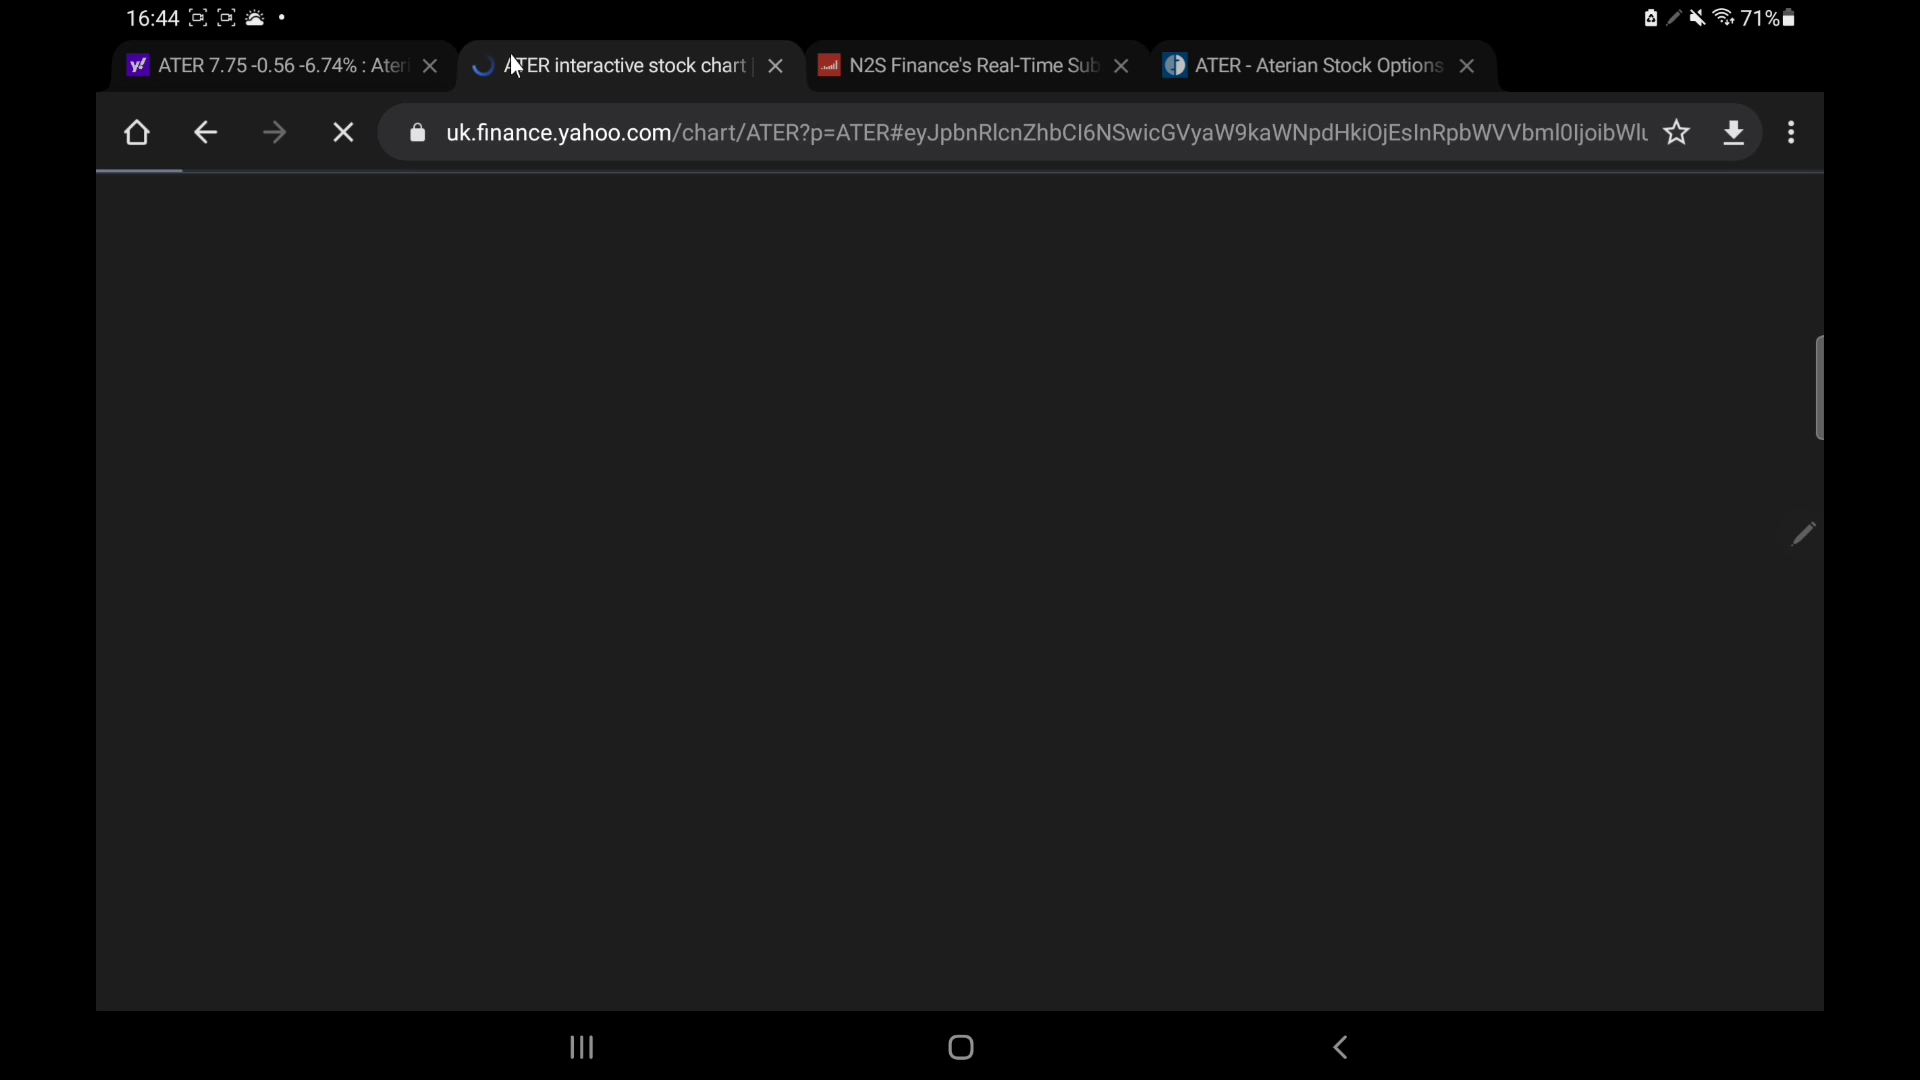 16:44
71%
ATER 7.75 -0.56 -6.74% : Ateri
ATER interactive stock chart |
N2S Finance's Real-Time Sub
ATER - Aterian Stock Options
uk.finance.yahoo.com/chart/ATER?p=ATER#eyJpbnRlcnZhbCI6NSwicGVyaW9kaWNpdHkiOjEsInRpbWVVbml0IjoibWlu